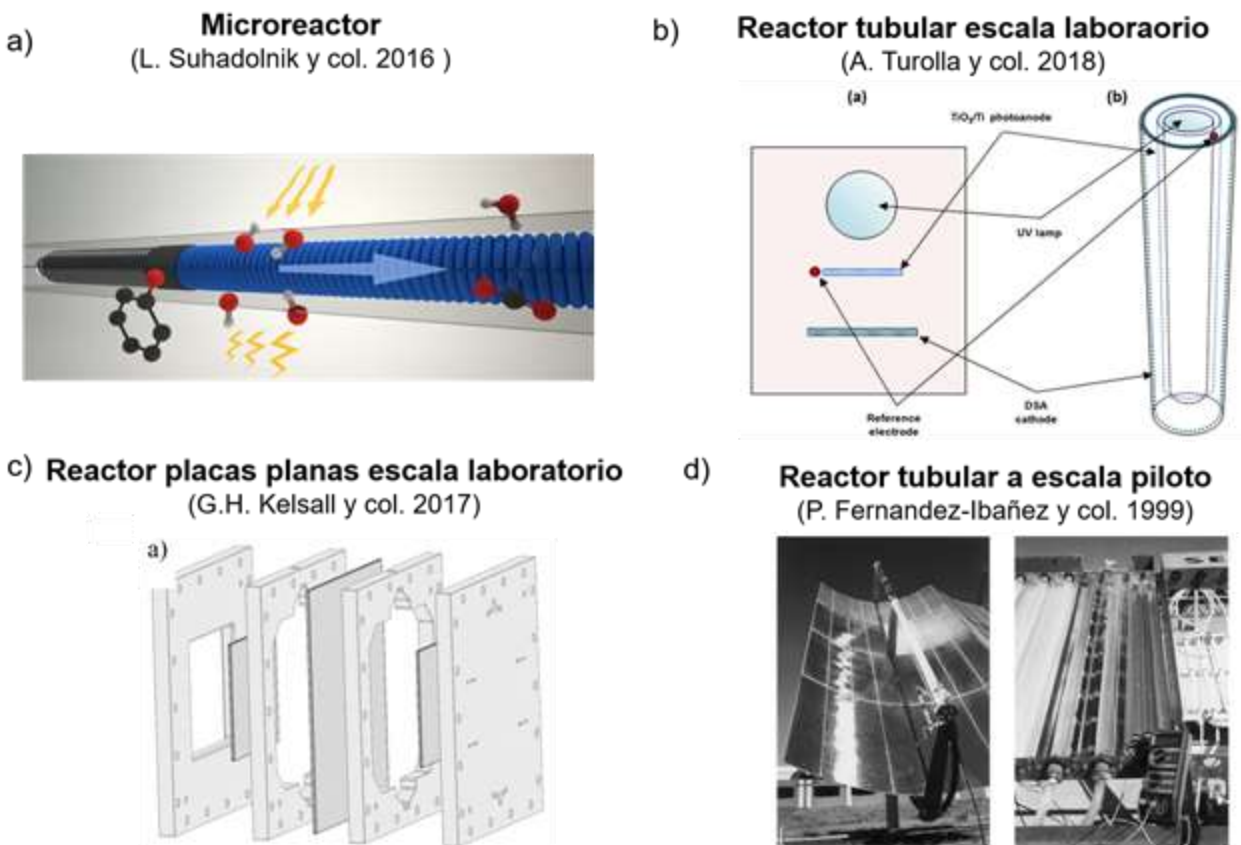 a)
Microreactor
(L. Suhadolnik y col. 2016 )
b)
Reactor tubular escala laboraorio
(A. Turolla y col. 2018)
(a)
(b)
TiO₂/Ti photoanode
UV lamp
Reference
electrode
DSA
cathode
c)
Reactor placas planas escala laboratorio
(G.H. Kelsall y col. 2017)
a)
d)
Reactor tubular a escala piloto
(P. Fernandez-Ibañez y col. 1999)